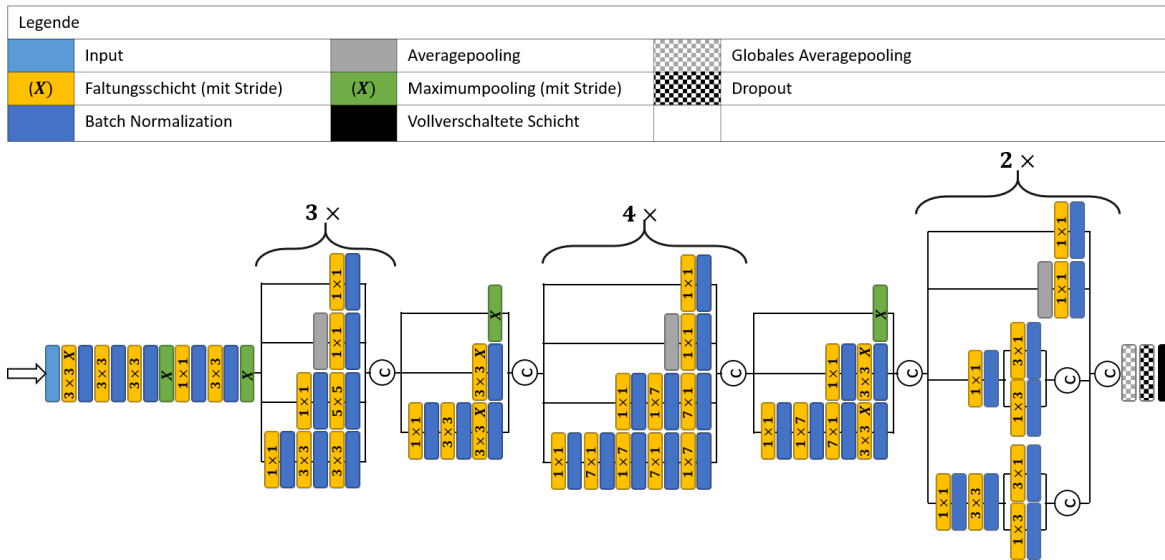 Legende
Input
Averagepooling
Globales Averagepooling
(X)
Faltungsschicht (mit Stride)
(X)
Maximumpooling (mit Stride)
Dropout
Batch Normalization
Vollverschaltete Schicht
3 ×
4 ×
2 ×
3 × 3 X
3 × 3
3 × 3
X
1 × 1
3 × 3
X
1 × 1
1 × 1
1 × 1
5 × 5
1 × 1
3 × 3
3 × 3
C
X
3 × 3 X
1 × 1
3 × 3
3 × 3 X
C
1 × 1
1 × 1
1 × 1
1 × 7
7 × 1
1 × 1
7 × 1
1 × 7
7 × 1
1 × 7
C
X
1 × 1
3 × 3 X
1 × 1
1 × 7
7 × 1
3 × 3 X
C
1 × 1
1 × 1
1 × 1
3 × 1
1 × 3
C
1 × 1
3 × 3
3 × 1
1 × 3
C
C